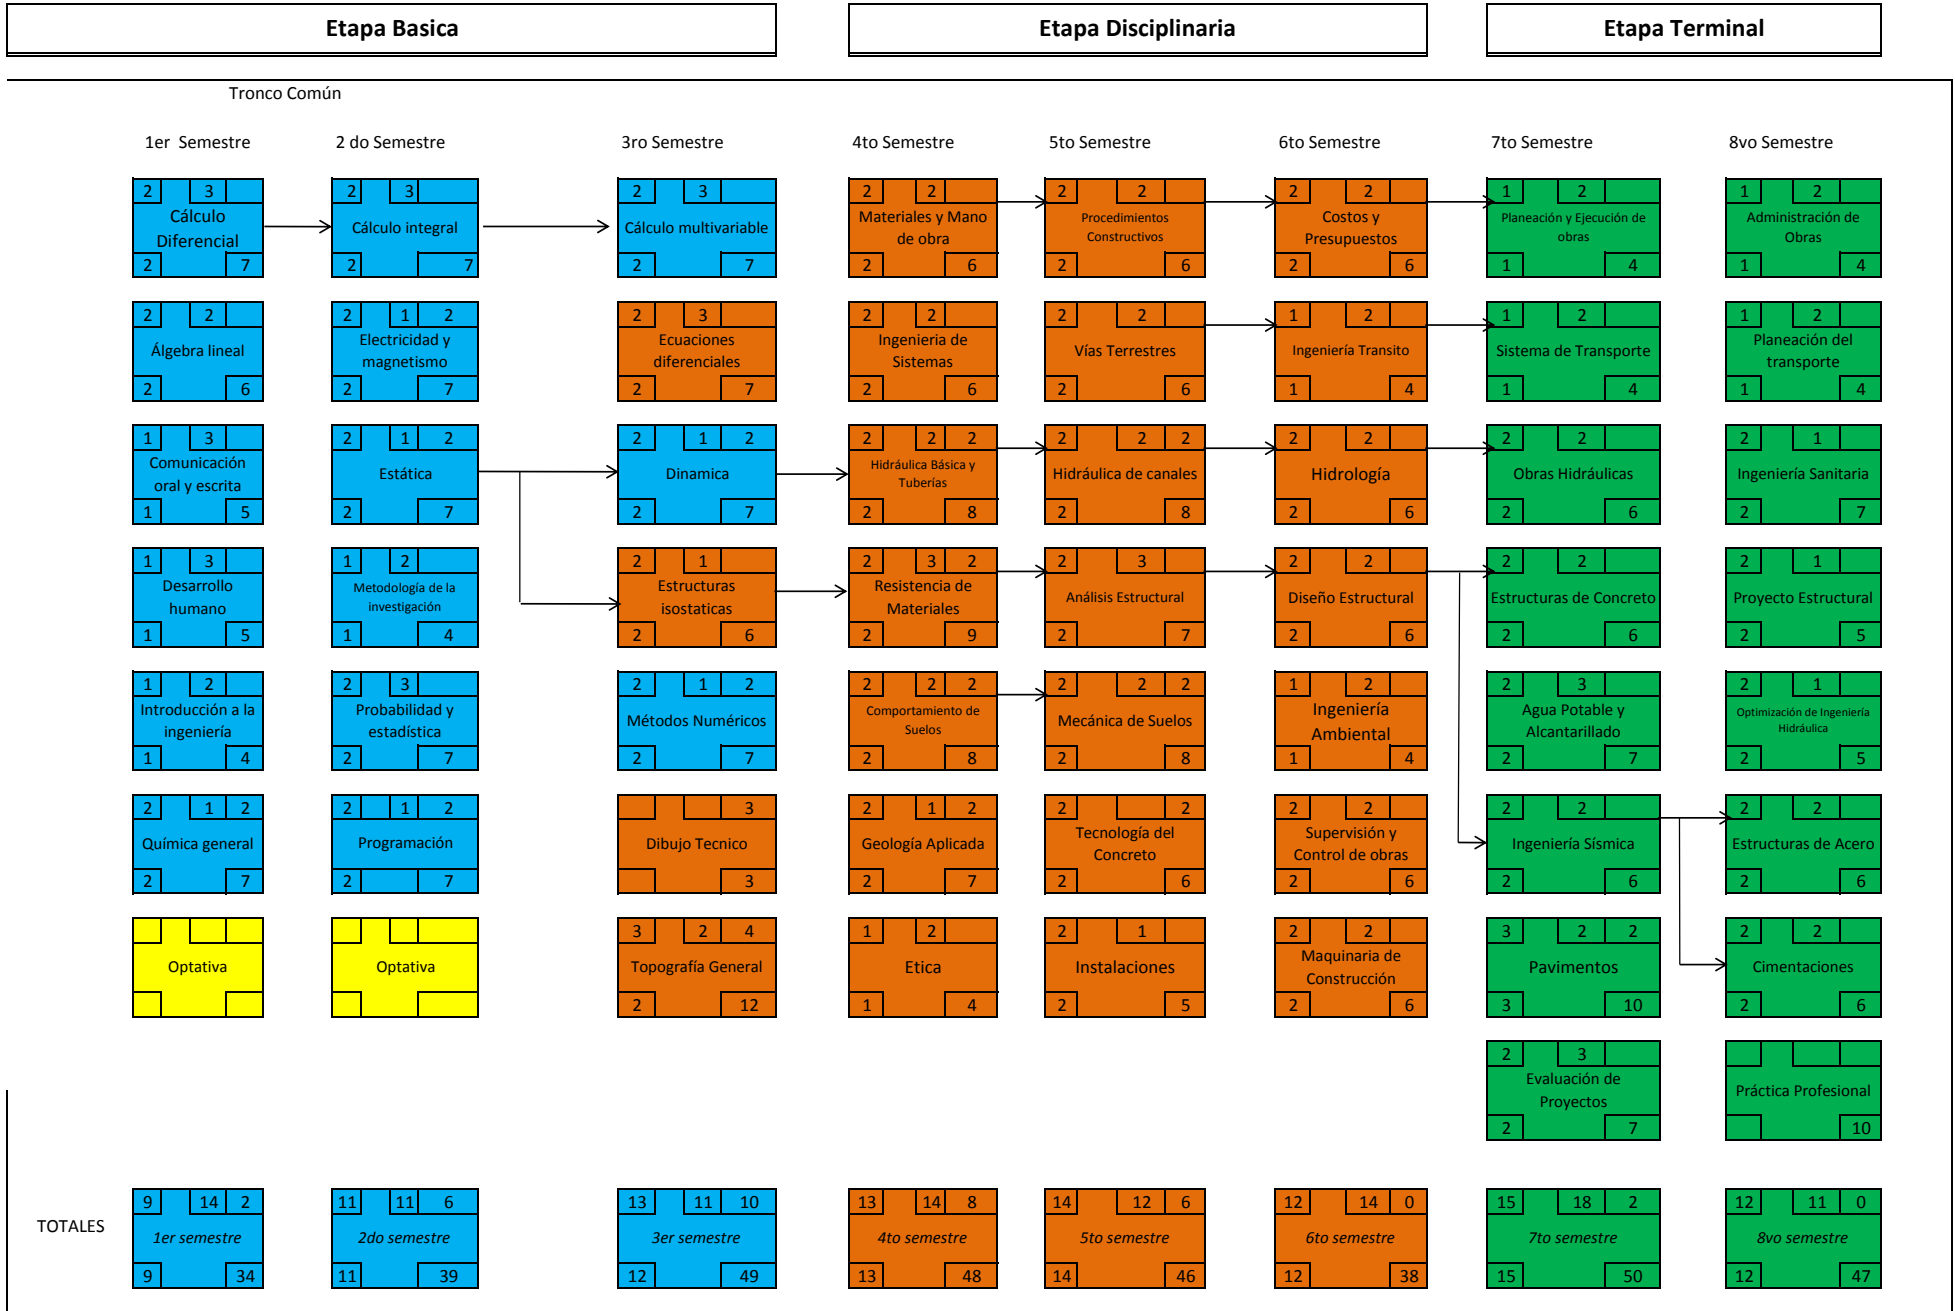 Etapa Basica
Etapa Disciplinaria
Etapa Terminal
Tronco Común
1er  Semestre
2 do Semestre
3ro Semestre
4to Semestre
5to Semestre
6to Semestre
7to Semestre
8vo Semestre
2 3
Cálculo
Diferencial
2 7
2 3
Cálculo integral
2 7
2 3
Cálculo multivariable
2 7
2 2
Materiales y Mano
de obra
2 6
2 2
Procedimientos
Constructivos
2 6
2 2
Costos y
Presupuestos
2 6
1 2
Planeación y Ejecución de
obras
1 4
1 2
Administración de
Obras
1 4
2 2
Álgebra lineal
2 6
2 1 2
Electricidad y
magnetismo
2 7
2 3
Ecuaciones
diferenciales
2 7
2 2
Ingenieria de
Sistemas
2 6
2 2
Vías Terrestres
2 6
1 2
Ingeniería Transito
1 4
1 2
Sistema de Transporte
1 4
1 2
Planeación del
transporte
1 4
1 3
Comunicación
oral y escrita
1 5
2 1 2
Estática
2 7
2 1 2
Dinamica
2 7
2 2 2
Hidráulica Básica y
Tuberías
2 8
2 2 2
Hidráulica de canales
2 8
2 2
Hidrología
2 6
2 2
Obras Hidráulicas
2 6
2 1
Ingeniería Sanitaria
2 7
1 3
Desarrollo
humano
1 5
1 2
Metodología de la
investigación
1 4
2 1
Estructuras
isostaticas
2 6
2 3 2
Resistencia de
Materiales
2 9
2 3
Análisis Estructural
2 7
2 2
Diseño Estructural
2 6
2 2
Estructuras de Concreto
2 6
2 1
Proyecto Estructural
2 5
1 2
Introducción a la
ingeniería
1 4
2 3
Probabilidad y
estadística
2 7
2 1 2
Métodos Numéricos
2 7
2 2 2
Comportamiento de
Suelos
2 8
2 2 2
Mecánica de Suelos
2 8
1 2
Ingeniería
Ambiental
1 4
2 3
Agua Potable y
Alcantarillado
2 7
2 1
Optimización de Ingeniería
Hidráulica
2 5
2 1 2
Química general
2 7
2 1 2
Programación
2 7
3
Dibujo Tecnico
3
2 1 2
Geología Aplicada
2 7
2 2
Tecnología del
Concreto
2 6
2 2
Supervisión y
Control de obras
2 6
2 2
Ingeniería Sísmica
2 6
2 2
Estructuras de Acero
2 6
Optativa
Optativa
3 2 4
Topografía General
2 12
1 2
Etica
1 4
2 1
Instalaciones
2 5
2 2
Maquinaria de
Construcción
2 6
3 2 2
Pavimentos
3 10
2 2
Cimentaciones
2 6
2 3
Evaluación de
Proyectos
2 7
Práctica Profesional
10
TOTALES
9 14 2
1er semestre
9 34
11 11 6
2do semestre
11 39
13 11 10
3er semestre
12 49
13 14 8
4to semestre
13 48
14 12 6
5to semestre
14 46
12 14 0
6to semestre
12 38
15 18 2
7to semestre
15 50
12 11 0
8vo semestre
12 47